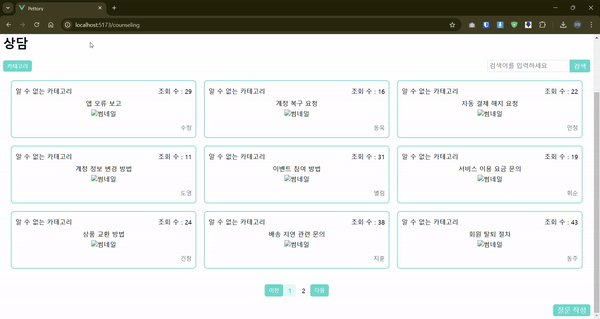 Pettory
localhost:5173/counseling
상담
카테고리
검색어를 입력하세요 검색
알 수 없는 카테고리 조회 수 : 29
앱 오류 보고
썸네일
수정
알 수 없는 카테고리 조회 수 : 16
계정 복구 요청
썸네일
동욱
알 수 없는 카테고리 조회 수 : 22
자동 결제 해지 요청
썸네일
민정
알 수 없는 카테고리 조회 수 : 11
계정 정보 변경 방법
썸네일
도영
알 수 없는 카테고리 조회 수 : 31
이벤트 참여 방법
썸네일
별림
알 수 없는 카테고리 조회 수 : 19
서비스 이용 요금 문의
썸네일
휘순
알 수 없는 카테고리 조회 수 : 24
상품 교환 방법
썸네일
건창
알 수 없는 카테고리 조회 수 : 38
배송 지연 관련 문의
썸네일
지훈
알 수 없는 카테고리 조회 수 : 43
회원 탈퇴 절차
썸네일
동주
이전 1 2 다음
질문 작성